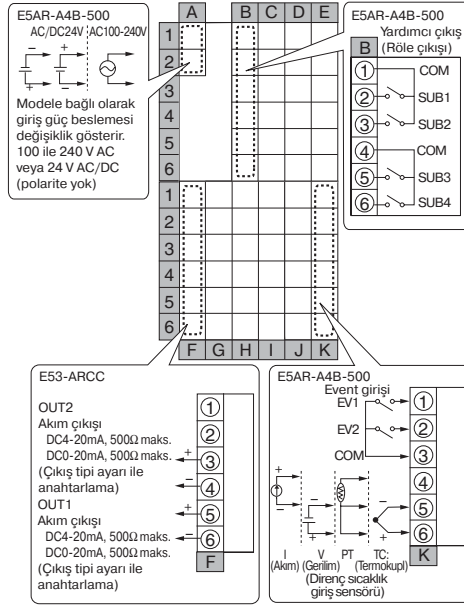 E5AR-A4B-500
AC/DC24V
AC100-240V
− + −
+ − +
Modele bağlı olarak
giriş güç beslemesi
değişiklik gösterir.
100 ile 240 V AC
veya 24 V AC/DC
(polarite yok)
A B C D E
1
2
3
4
5
6
1
2
3
4
5
6
F G H I J K
E5AR-A4B-500
Yardımcı çıkış
(Röle çıkışı)
B
1 COM
2 SUB1
3 SUB2
4 COM
5 SUB3
6 SUB4
E53-ARCC
OUT2
Akım çıkışı
DC4-20mA, 500Ω maks.
DC0-20mA, 500Ω maks.
(Çıkış tipi ayarı ile
anahtarlama)
OUT1
Akım çıkışı
DC4-20mA, 500Ω maks.
DC0-20mA, 500Ω maks.
(Çıkış tipi ayarı ile
anahtarlama)
1
2
+ 3
− 4
+ 5
− 6
F
E5AR-A4B-500
Event girişi
EV1 1
EV2 2
COM 3
4
5
6
K
I V PT TC:
(Akım) (Gerilim) (Termokupl)
(Direnç sıcaklık
giriş sensörü)